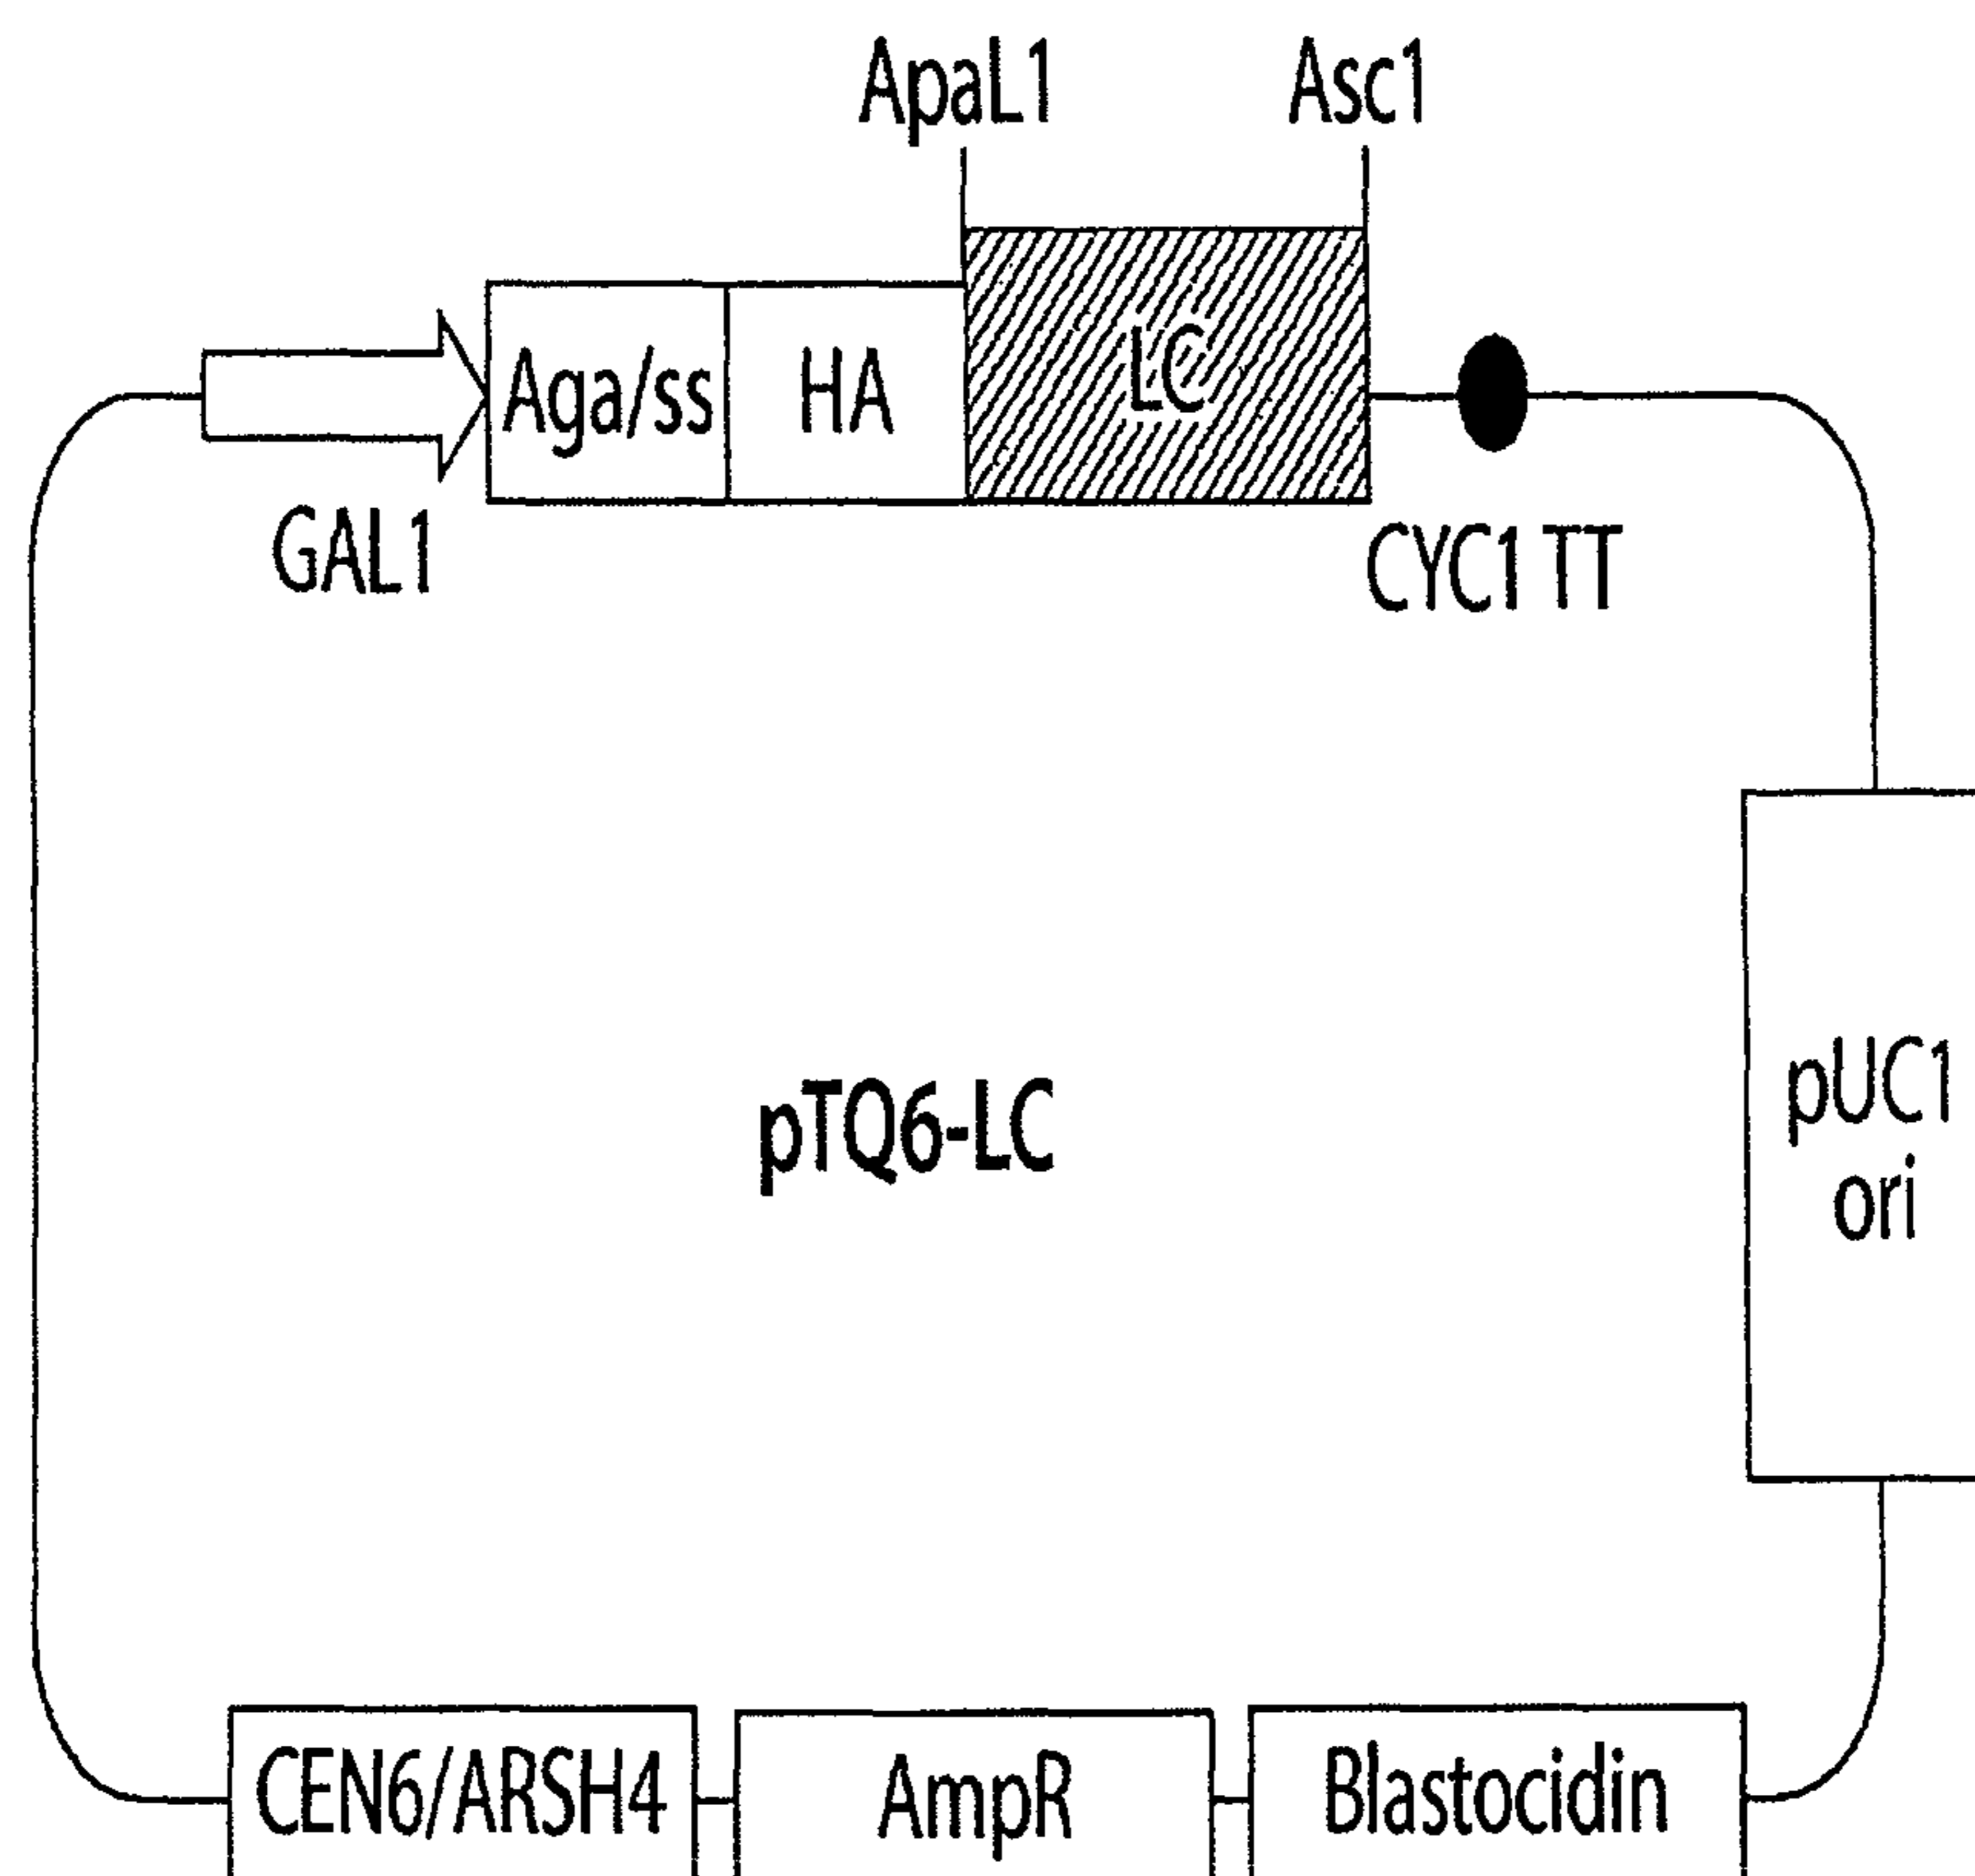 ApaL1 Asc1
Aga/ss HA LC
GAL1
CYC1 TT
pTQ6-LC
pUC1
ori
CEN6/ARSH4 AmpR Blastocidin